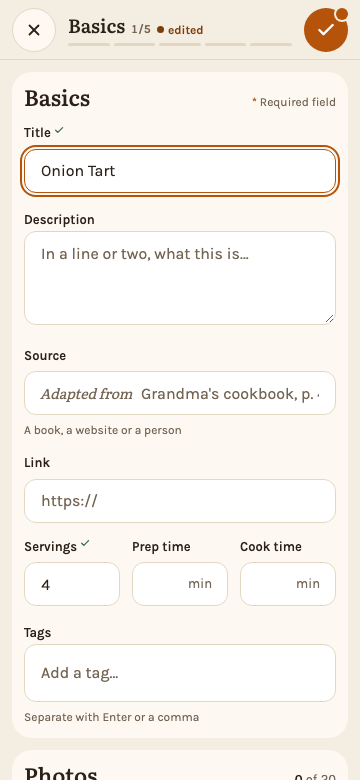 Basics 1/5 edited
Basics * Required field
Title
Onion Tart
Description
In a line or two, what this is…
Source
Adapted from Grandma's cookbook, p.
A book, a website or a person
Link
https://
Servings Prep time Cook time
4 min min
Tags
Add a tag…
Separate with Enter or a comma
Photos 0 of 20